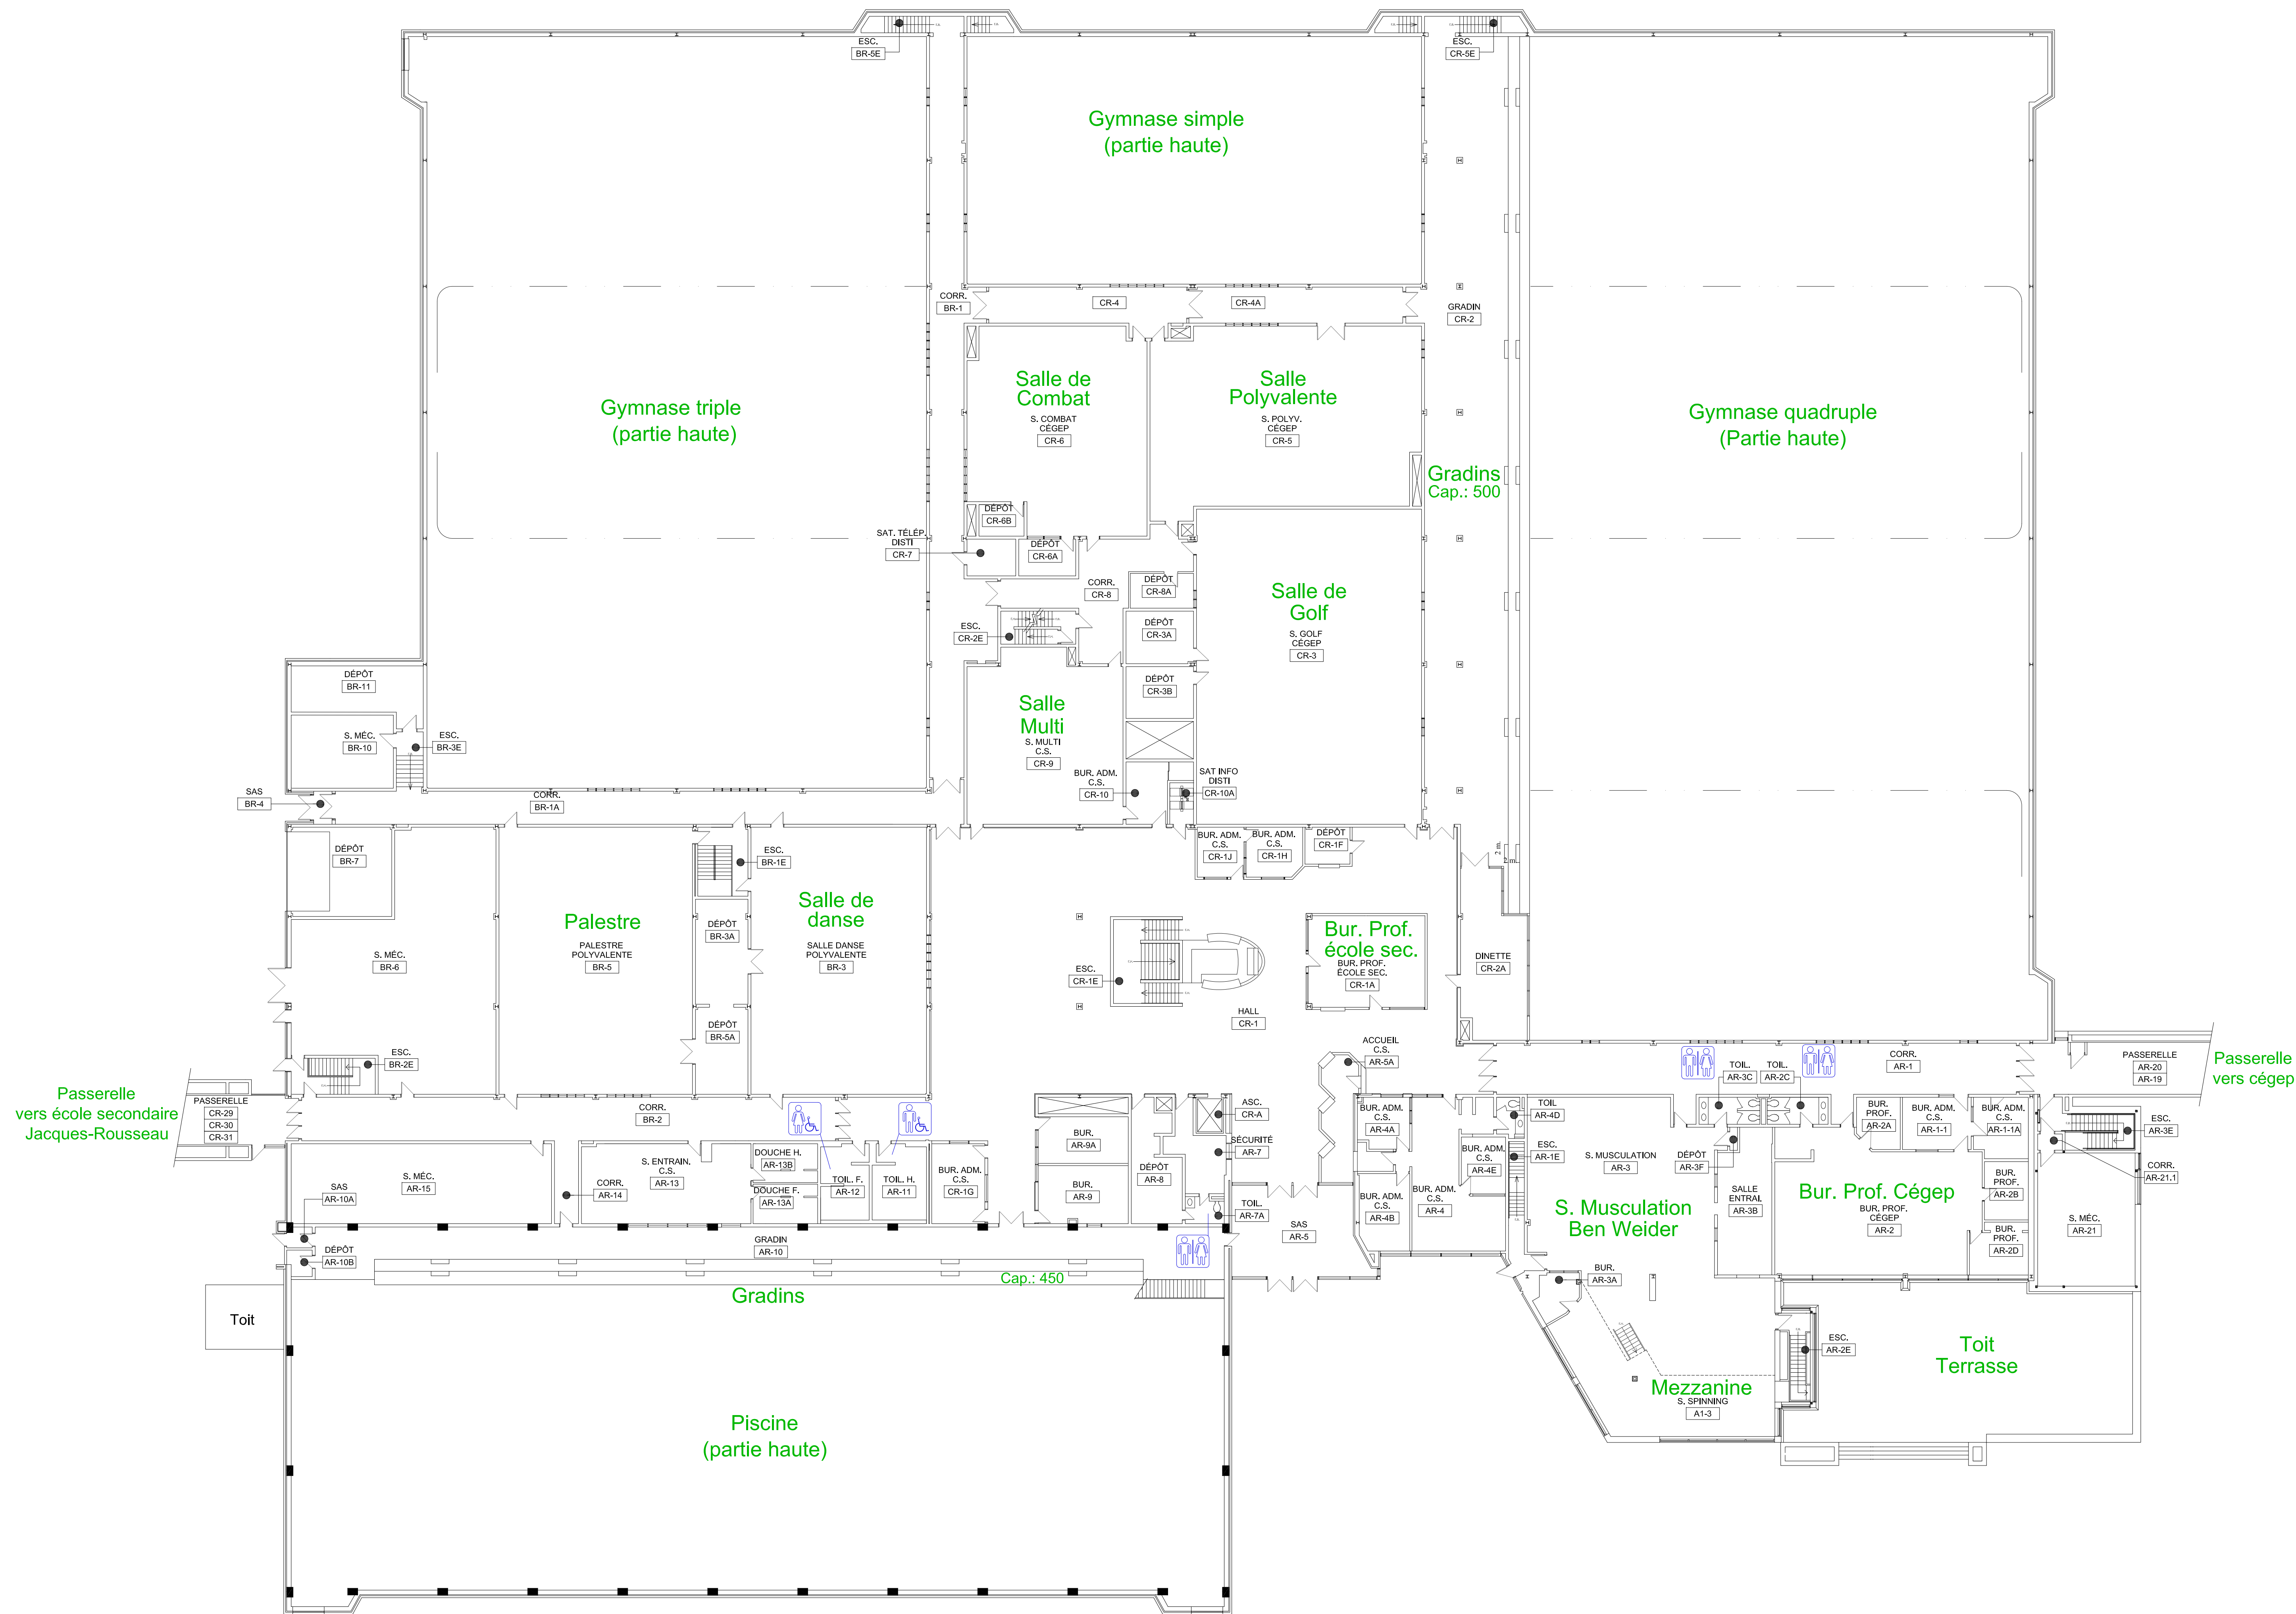 ESC.
BR-5E
ESC.
CR-5E
Gymnase simple
(partie haute)
CORR.
BR-1
CR-4
CR-4A
GRADIN
CR-2
Gymnase triple
(partie haute)
Salle de
Combat
S. COMBAT
CÉGEP
CR-6
Salle
Polyvalente
S. POLYV.
CÉGEP
CR-5
Gymnase quadruple
(Partie haute)
Gradins
Cap.: 500
DÉPÔT
CR-6B
SAT. TÉLÉP.
DISTI
CR-7
DÉPÔT
CR-6A
CORR.
CR-8
DÉPÔT
CR-8A
Salle de
Golf
S. GOLF
CÉGEP
CR-3
ESC.
CR-2E
DÉPÔT
CR-3A
DÉPÔT
CR-3B
DÉPÔT
BR-11
S. MÉC.
BR-10
ESC.
BR-3E
Salle
Multi
S. MULTI
C.S.
CR-9
BUR. ADM.
C.S.
CR-10
SAT INFO
DISTI
CR-10A
SAS
BR-4
CORR.
BR-1A
DÉPÔT
BR-7
ESC.
BR-1E
BUR. ADM.
C.S.
CR-1J
BUR. ADM.
C.S.
CR-1H
DÉPÔT
CR-1F
2 m.
2 m.
Palestre
PALESTRE
POLYVALENTE
BR-5
DÉPÔT
BR-3A
Salle de
danse
SALLE DANSE
POLYVALENTE
BR-3
S. MÉC.
BR-6
ESC.
CR-1E
Bur. Prof.
école sec.
BUR. PROF.
ÉCOLE SEC.
CR-1A
DINETTE
CR-2A
DÉPÔT
BR-5A
HALL
CR-1
ESC.
BR-2E
ACCUEIL
C.S.
AR-5A
TOIL.
AR-3C
TOIL.
AR-2C
CORR.
AR-1
PASSERELLE
AR-20
AR-19
Passerelle
vers cégep
Passerelle
vers école secondaire
Jacques-Rousseau
PASSERELLE
CR-29
CR-30
CR-31
CORR.
BR-2
ASC.
CR-A
BUR. ADM.
C.S.
AR-4A
TOIL
AR-4D
BUR.
PROF.
AR-2A
BUR. ADM.
C.S.
AR-1-1
BUR. ADM.
C.S.
AR-1-1A
ESC.
AR-3E
S. MÉC.
AR-15
CORR.
AR-14
S. ENTRAIN.
C.S.
AR-13
DOUCHE H.
AR-13B
DOUCHE F.
AR-13A
TOIL. F.
AR-12
TOIL. H.
AR-11
BUR. ADM.
C.S.
CR-1G
BUR.
AR-9A
BUR.
AR-9
DÉPÔT
AR-8
SÉCURITÉ
AR-7
TOIL.
AR-7A
BUR. ADM.
C.S.
AR-4B
BUR. ADM.
C.S.
AR-4
BUR. ADM.
C.S.
AR-4E
ESC.
AR-1E
S. MUSCULATION
AR-3
DÉPÔT
AR-3F
SALLE
ENTRAI.
AR-3B
Bur. Prof. Cégep
BUR. PROF.
CÉGEP
AR-2
BUR.
PROF.
AR-2B
BUR.
PROF.
AR-2D
CORR.
AR-21.1
S. MÉC.
AR-21
SAS
AR-10A
DÉPÔT
AR-10B
GRADIN
AR-10
SAS
AR-5
S. Musculation
Ben Weider
BUR.
AR-3A
Cap.: 450
Gradins
Toit
ESC.
AR-2E
Toit
Terrasse
Mezzanine
S. SPINNING
A1-3
Piscine
(partie haute)